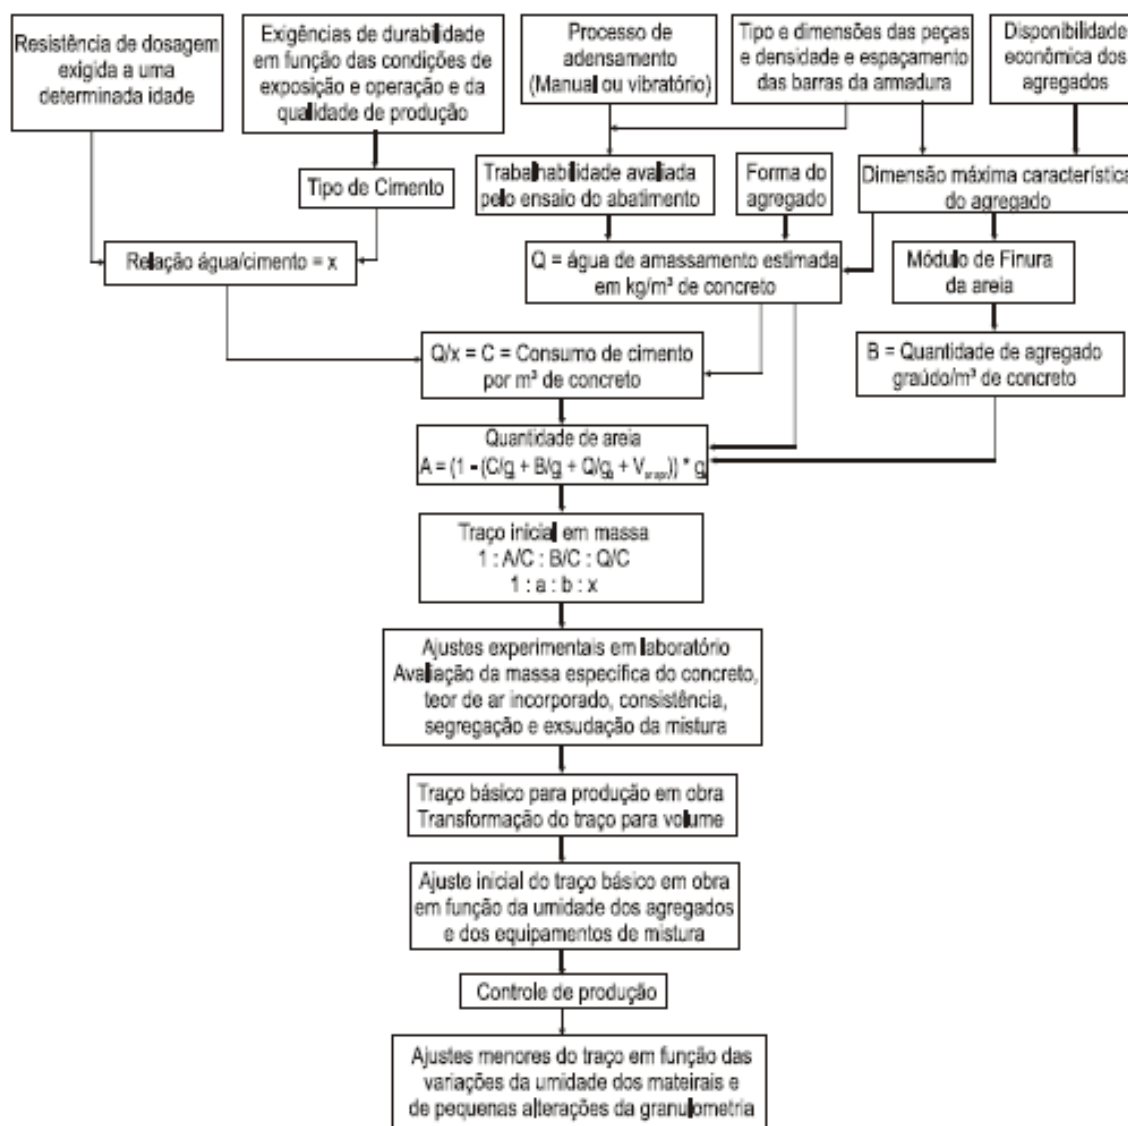 Resistência de dosagem
exigida a uma
determinada idade
Exigências de durabilidade
em função das condições de
exposição e operação e da
qualidade de produção
Processo de
adensamento
(Manual ou vibratório)
Tipo e dimensões das peças
e densidade e espaçamento
das barras da armadura
Disponibilidade
econômica dos
agregados
Tipo de Cimento
Trabalhabilidade avaliada
pelo ensaio do abatimento
Forma do
agregado
Dimensão máxima característica
do agregado
Relação água/cimento = x
Q = água de amassamento estimada
em kg/m³ de concreto
Módulo de Finura
da areia
Q/x = C = Consumo de cimento
por m³ de concreto
B = Quantidade de agregado
graúdo/m³ de concreto
Quantidade de areia
A = (1 - (C/g + B/g + Q/g + V)) * g
Traço inicial em massa
1 : A/C : B/C : Q/C
1 : a : b : x
Ajustes experimentais em laboratório
Avaliação da massa específica do concreto,
teor de ar incorporado, consistência,
segregação e exsudação da mistura
Traço básico para produção em obra
Transformação do traço para volume
Ajuste inicial do traço básico em obra
em função da umidade dos agregados
e dos equipamentos de mistura
Controle de produção
Ajustes menores do traço em função das
variações da umidade dos mateirais e
de pequenas alterações da granulometria